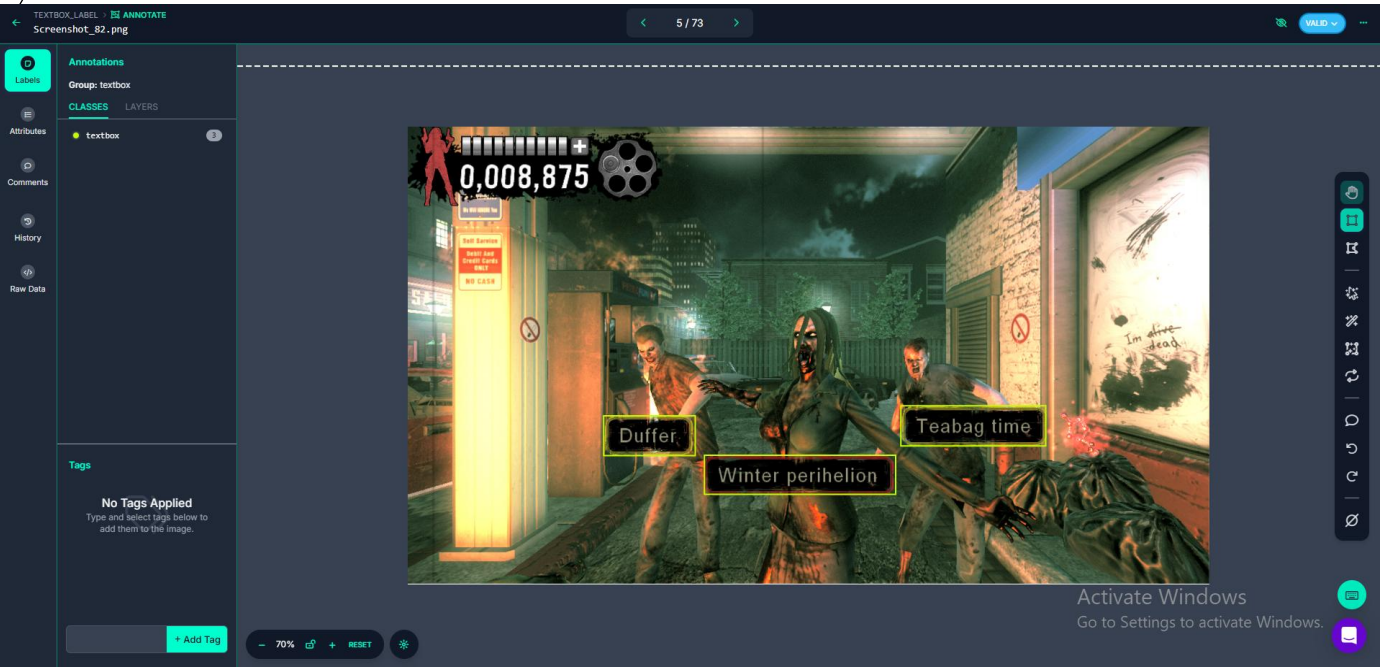 TEXTBOX_LABEL > ANNOTATE
Screenshot_82.png
5 / 73
VALID
Labels
Attributes
Comments
History
Raw Data
Annotations
Group: textbox
CLASSES LAYERS
textbox 3
Tags
No Tags Applied
Type and select tags below to
add them to the image.
+ Add Tag
0,008,875
Self Service
Debit And
Credit Cards
ONLY
NO CASH
I'm alive
dead
Duffer
Teabag time
Winter perihelion
- 70% + RESET
Activate Windows
Go to Settings to activate Windows.